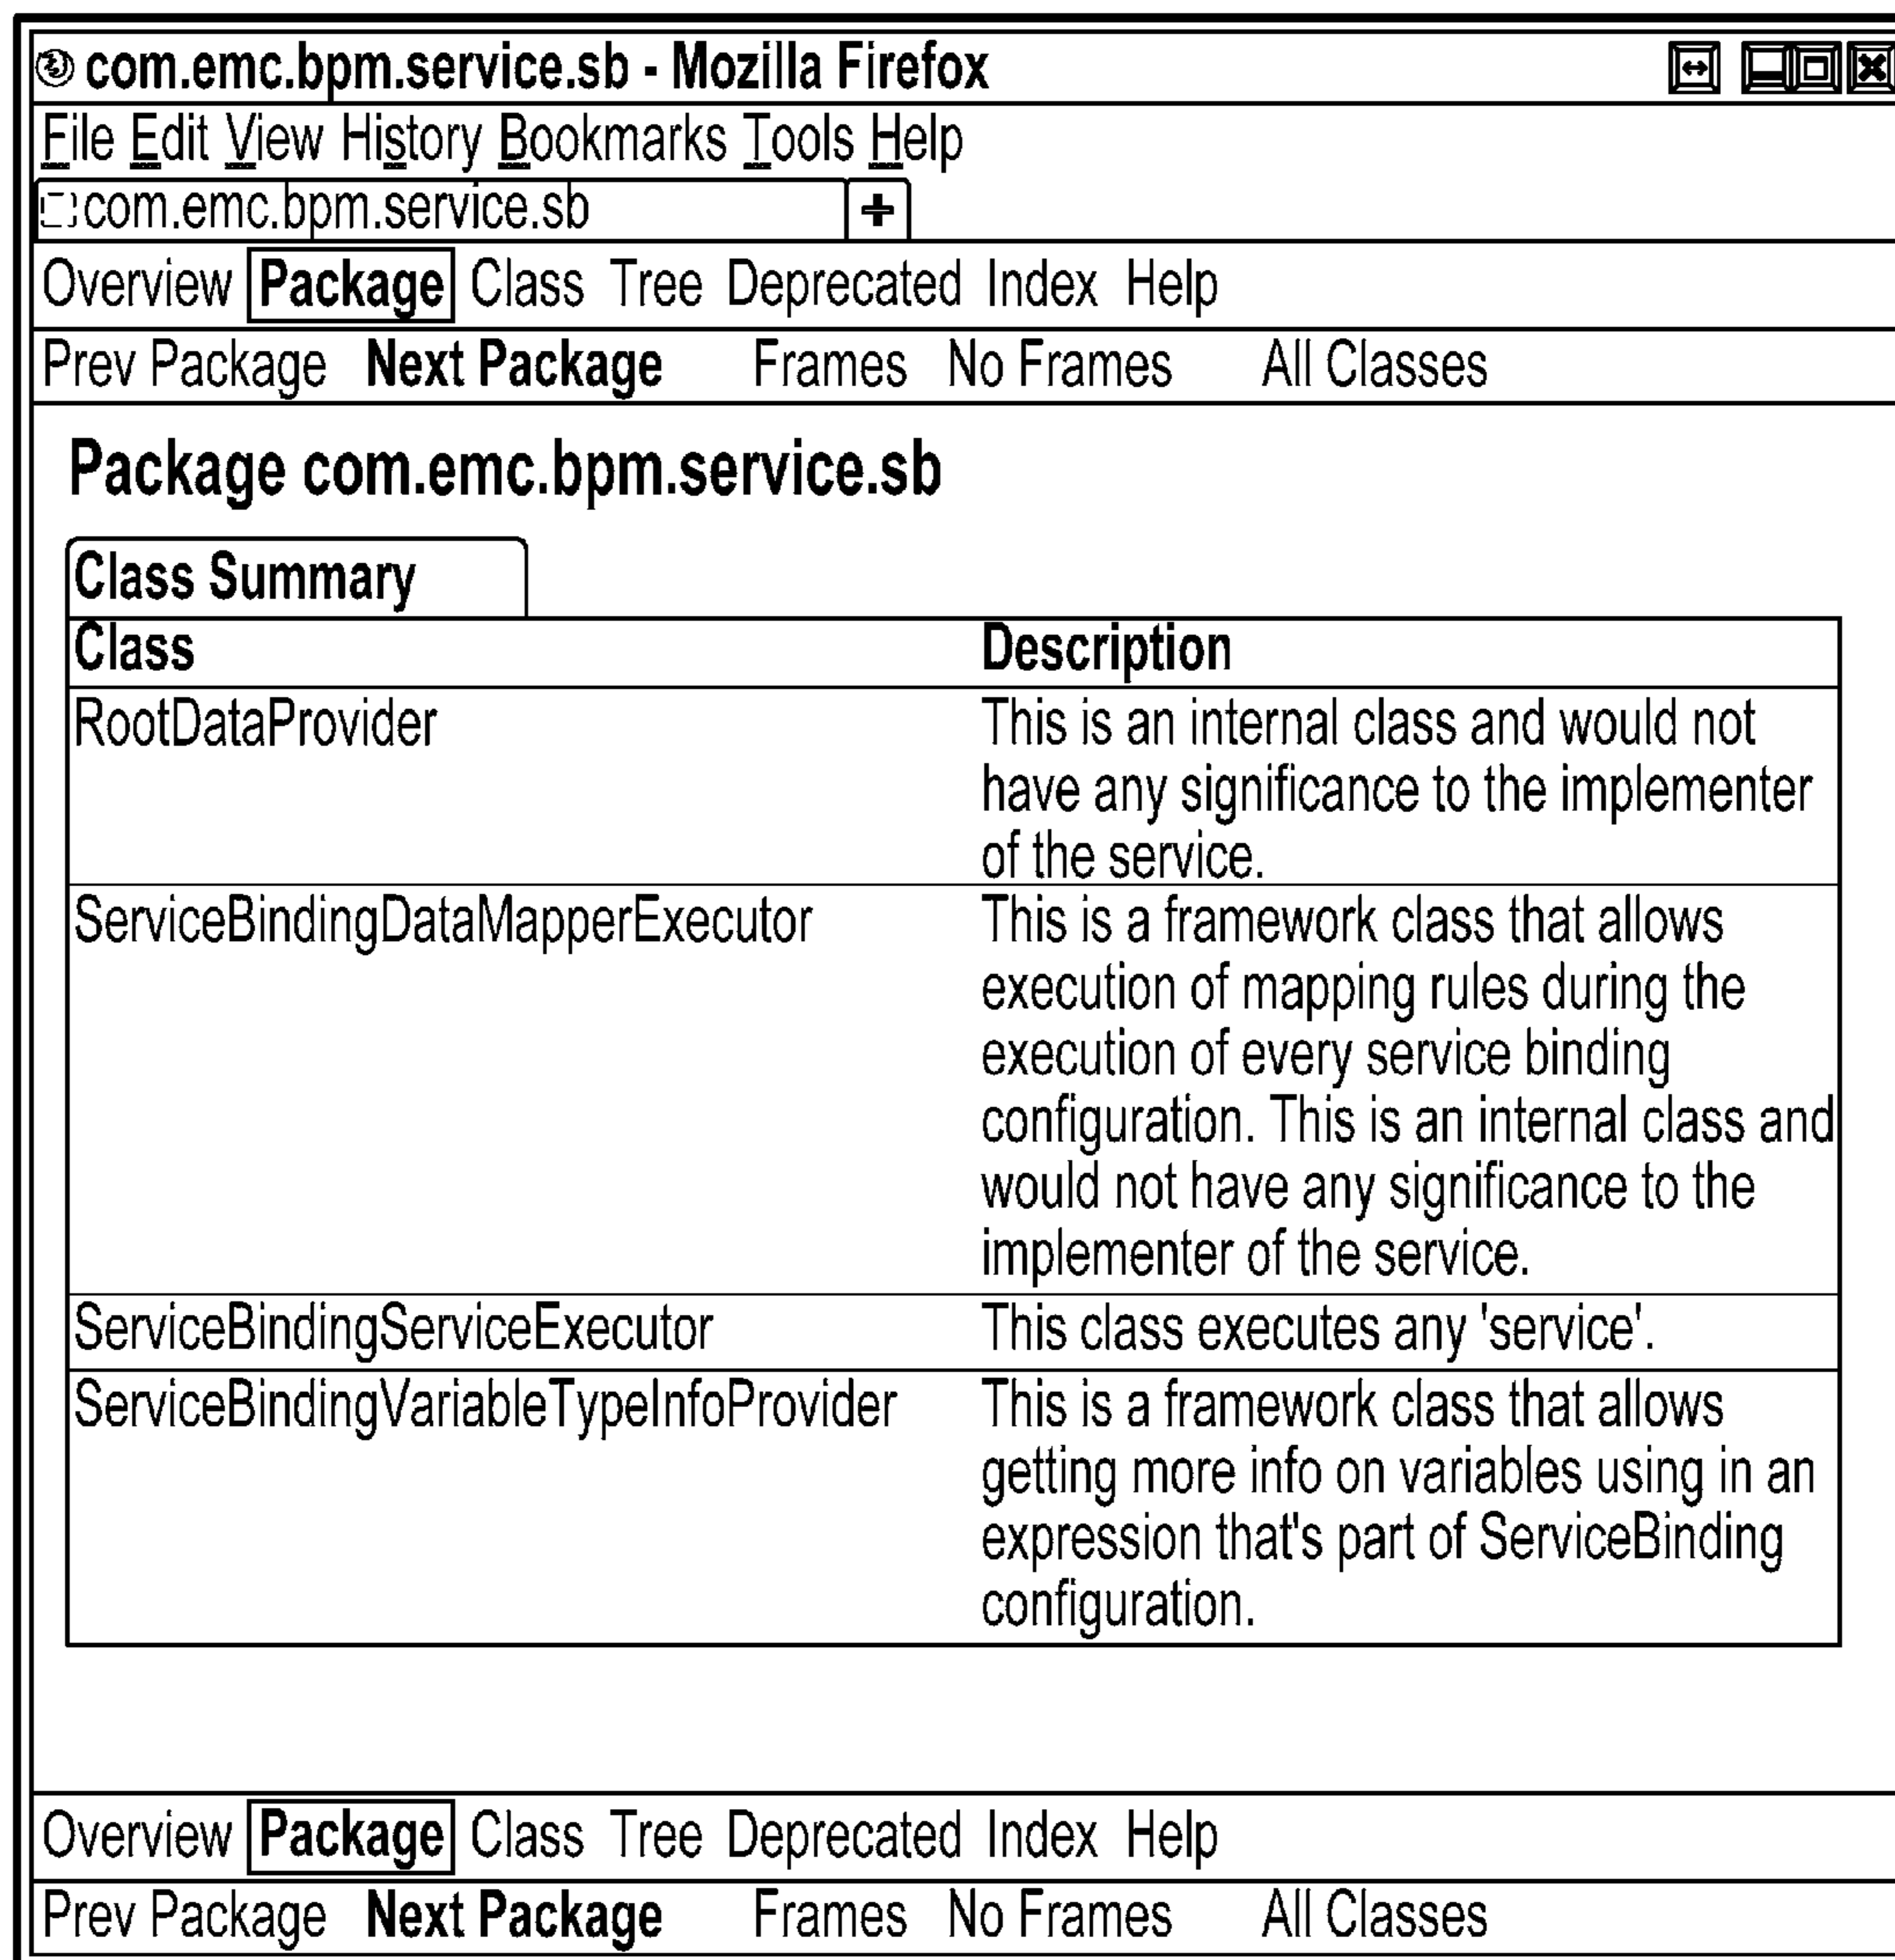 com.emc.bpm.service.sb - Mozilla Firefox
File Edit View History Bookmarks Tools Help
com.emc.bpm.service.sb +
Overview Package Class Tree Deprecated Index Help
Prev Package Next Package Frames No Frames All Classes
Package com.emc.bpm.service.sb
Class Summary
Class Description
RootDataProvider This is an internal class and would not
have any significance to the implementer
of the service.
ServiceBindingDataMapperExecutor This is a framework class that allows
execution of mapping rules during the
execution of every service binding
configuration. This is an internal class and
would not have any significance to the
implementer of the service.
ServiceBindingServiceExecutor This class executes any 'service'.
ServiceBindingVariableTypeInfoProvider This is a framework class that allows
getting more info on variables using in an
expression that's part of ServiceBinding
configuration.
Overview Package Class Tree Deprecated Index Help
Prev Package Next Package Frames No Frames All Classes